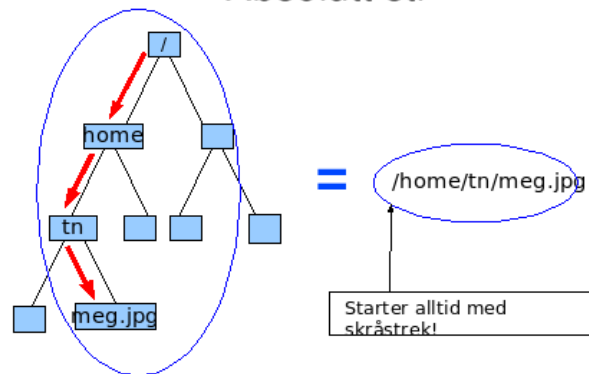 /
home
=
/home/tn/meg.jpg
tn
meg.jpg
Starter alltid med
skråstrek!